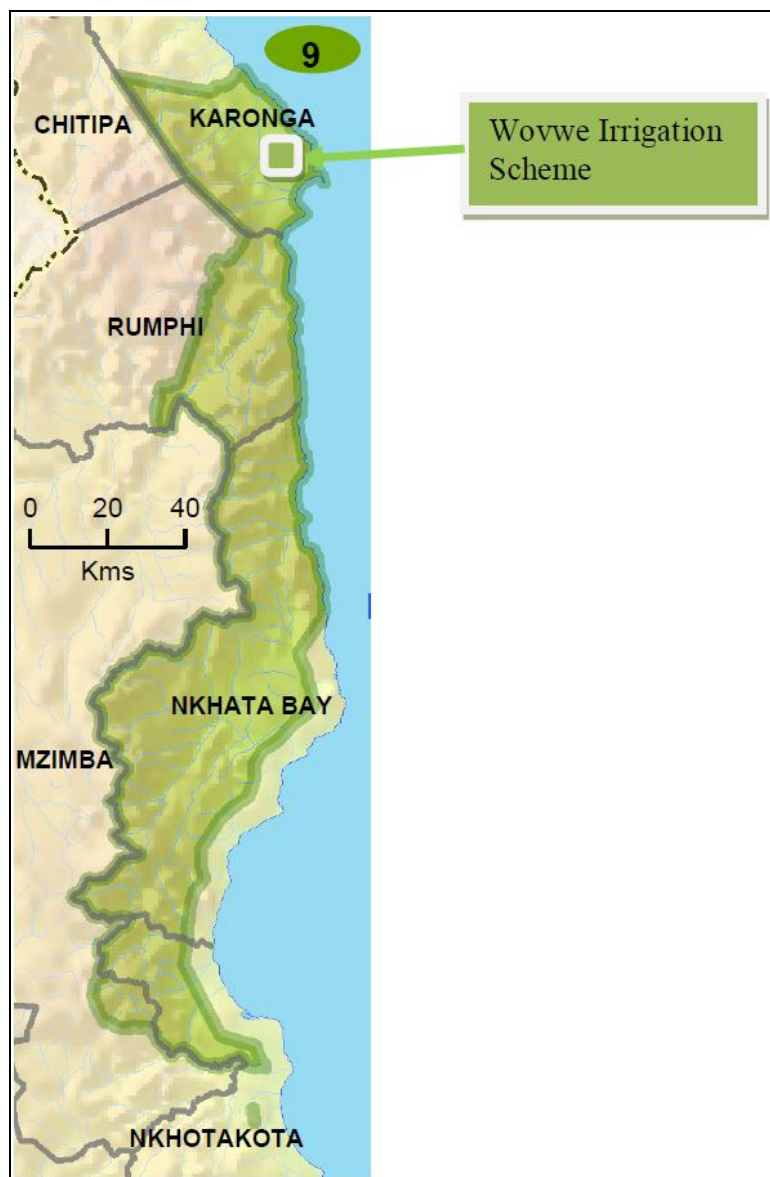 9
CHITIPA
KARONGA
Wovwe Irrigation
Scheme
RUMPHI
0 20 40
Kms
NKHATA BAY
MZIMBA
NKHOTAKOTA